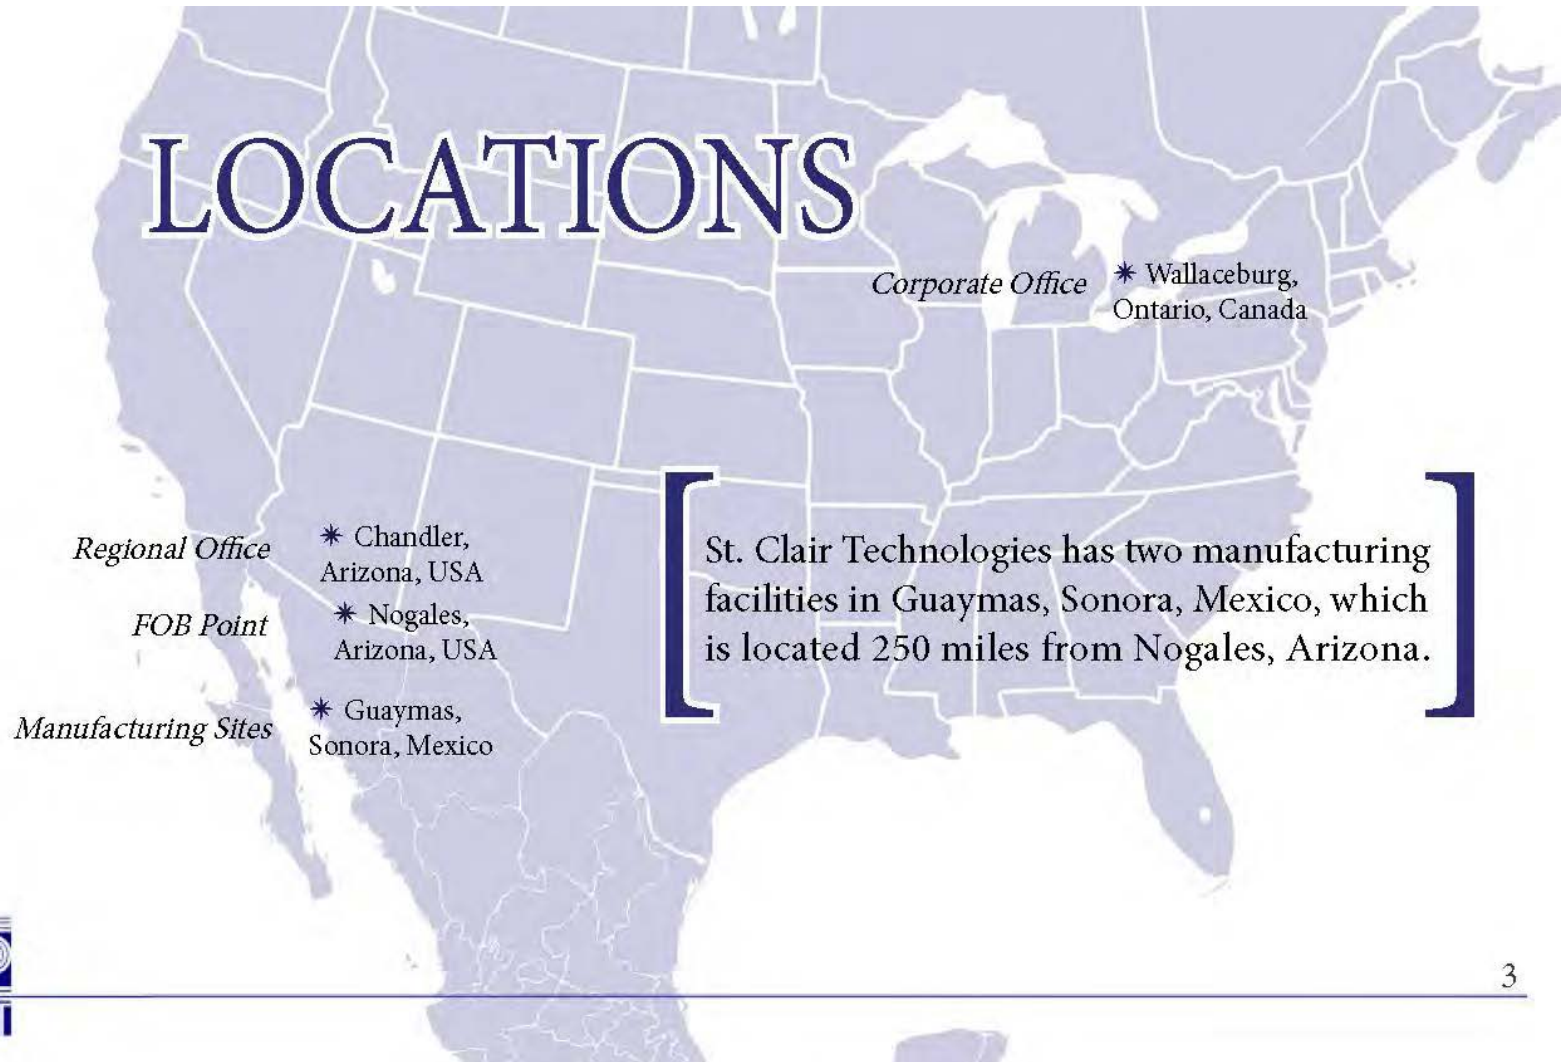 LOCATIONS
Corporate Office
✴ Wallaceburg,
Ontario, Canada
Regional Office
✴ Chandler,
Arizona, USA
FOB Point
✴ Nogales,
Arizona, USA
Manufacturing Sites
✴ Guaymas,
Sonora, Mexico
St. Clair Technologies has two manufacturing
facilities in Guaymas, Sonora, Mexico, which
is located 250 miles from Nogales, Arizona.
3